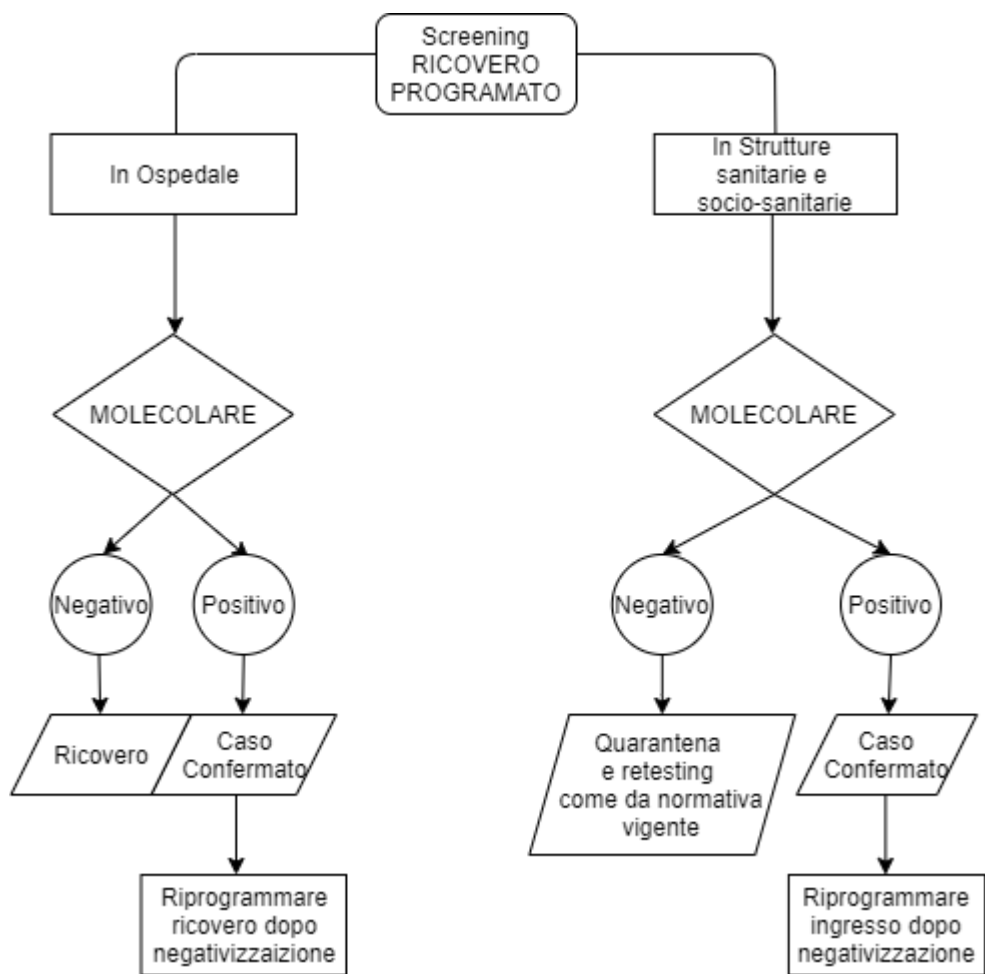 Screening
RICOVERO
PROGRAMATO
In Ospedale
In Strutture
sanitarie e
socio-sanitarie
MOLECOLARE
MOLECOLARE
Negativo
Positivo
Negativo
Positivo
Ricovero
Caso
Confermato
Quarantena
e retesting
come da normativa
vigente
Caso
Confermato
Riprogrammare
ricovero dopo
negativizzaizione
Riprogrammare
ingresso dopo
negativizzazione